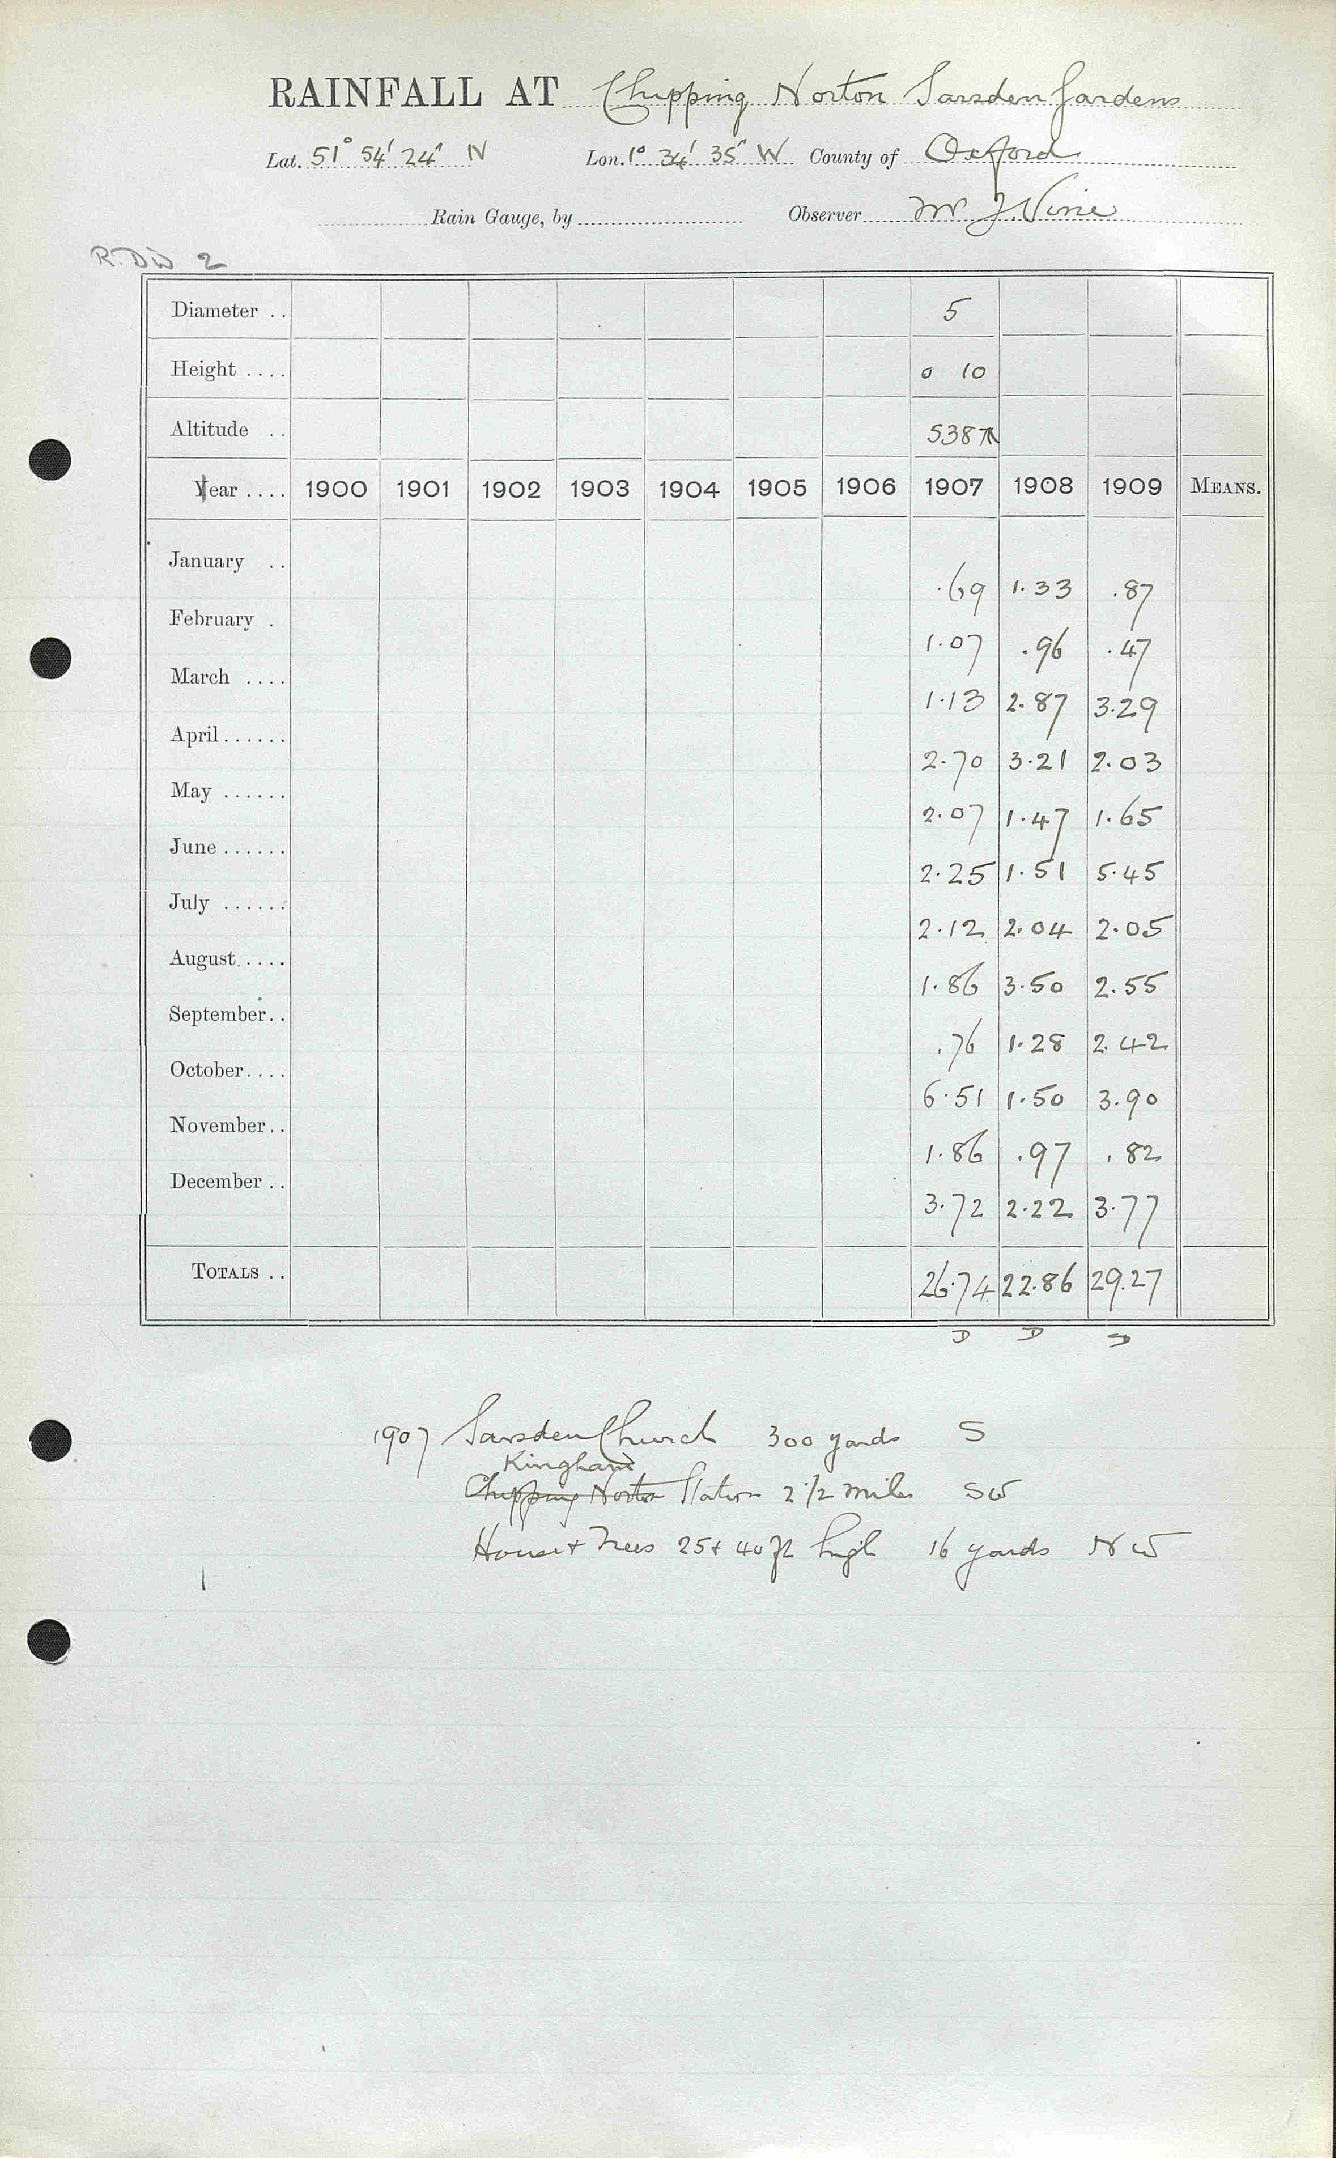 RAINFALL AT Chipping Norton Sarsden Gardens
Lat. 51° 54' 24" N Lon. 1° 34' 35" W County of Oxford
Rain Gauge, by Observer Mr J. Vine
R.D.W 2
Diameter .. 5
Height .... 0 10
Altitude .. 538
Year .... 1900 1901 1902 1903 1904 1905 1906 1907 1908 1909 MEANS.
January .. .69 1.33 .87
February . 1.07 .96 .47
March .... 1.13 2.87 3.29
April...... 2.70 3.21 2.03
May ...... 2.07 1.47 1.65
June ...... 2.25 1.51 5.45
July ...... 2.12 2.04 2.05
August..... 1.86 3.50 2.55
September.. .76 1.28 2.42
October.... 6.51 1.50 3.90
November.. 1.86 .97 .82
December .. 3.72 2.22 3.77
TOTALS .. 26.74 22.86 29.27
D D D
1907 Sarsden Church 300 yards S
Kingham
Chipping Norton Station 2 1/2 miles SW
House + Trees 25 + 40 ft high 16 yards NW